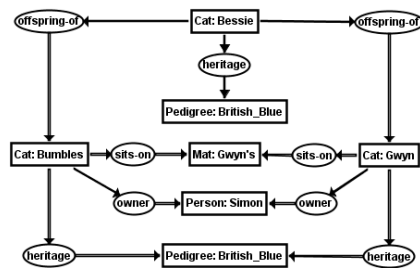 offspring-of
Cat: Bessie
offspring-of
heritage
Pedigree: British_Blue
Cat: Bumbles
sits-on
Mat: Gwyn's
sits-on
Cat: Gwyn
owner
Person: Simon
owner
heritage
Pedigree: British_Blue
heritage